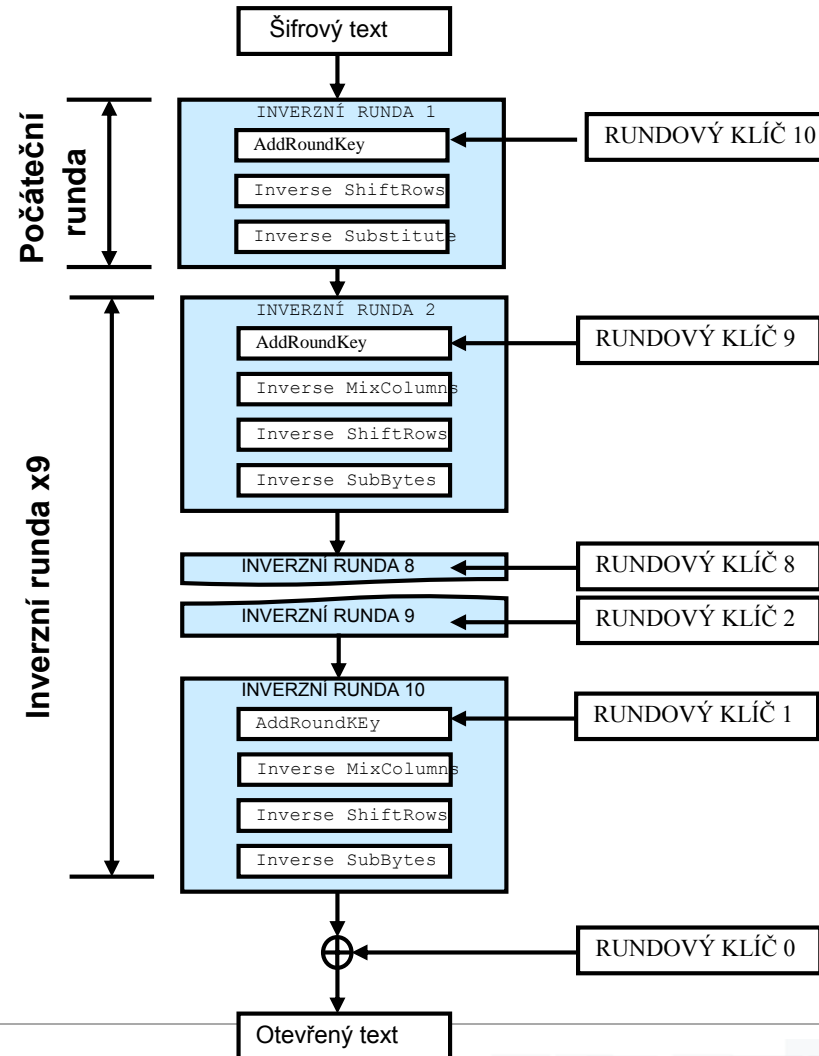 Šifrový text
Počáteční
runda
INVERZNÍ RUNDA 1
AddRoundKey
Inverse ShiftRows
Inverse Substitute
RUNDOVÝ KLÍČ 10
Inverzní runda x9
INVERZNÍ RUNDA 2
AddRoundKey
Inverse MixColumns
Inverse ShiftRows
Inverse SubBytes
RUNDOVÝ KLÍČ 9
INVERZNÍ RUNDA 8
RUNDOVÝ KLÍČ 8
INVERZNÍ RUNDA 9
RUNDOVÝ KLÍČ 2
INVERZNÍ RUNDA 10
AddRoundKEy
Inverse MixColumns
Inverse ShiftRows
Inverse SubBytes
RUNDOVÝ KLÍČ 1
RUNDOVÝ KLÍČ 0
Otevřený text